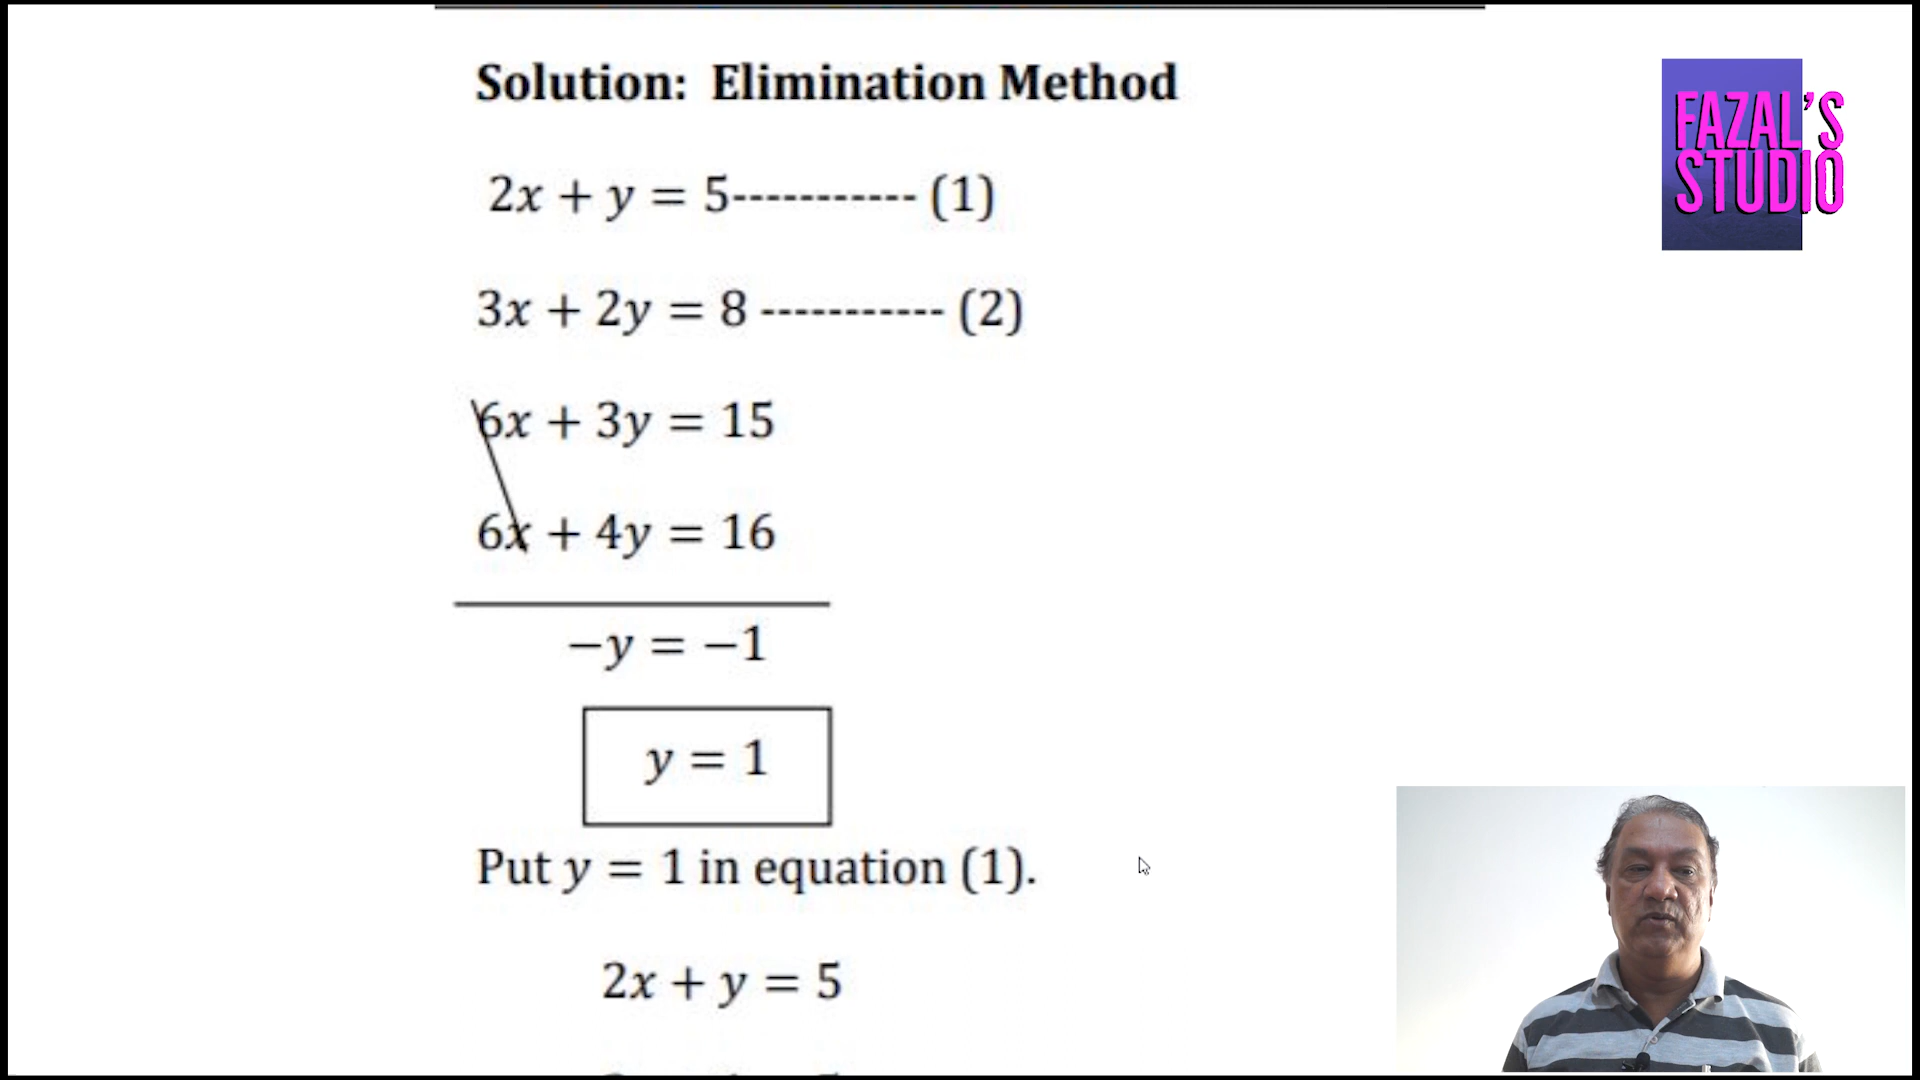 Solution: Elimination Method
2x + y = 5----------- (1)
3x + 2y = 8 ----------- (2)
6x + 3y = 15
6x + 4y = 16
−y = −1
y = 1
Put y = 1 in equation (1).
2x + y = 5
FAZAL'S
STUDIO